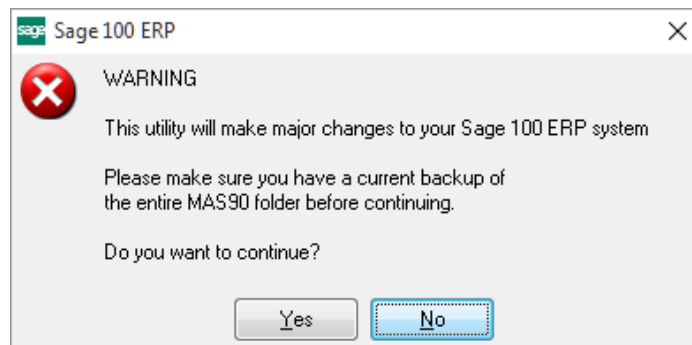 sage Sage 100 ERP
WARNING
This utility will make major changes to your Sage 100 ERP system
Please make sure you have a current backup of
the entire MAS90 folder before continuing.
Do you want to continue?
Yes No